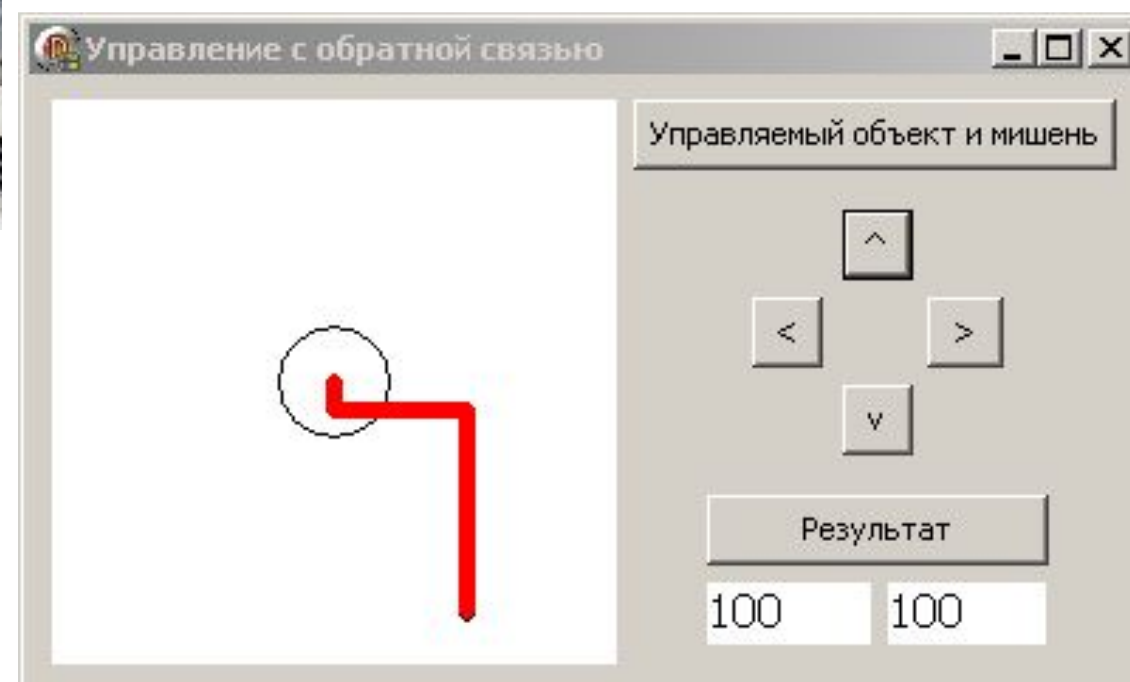 Управление с обратной связью
Управляемый объект и мишень
^
< >
v
Результат
100 100